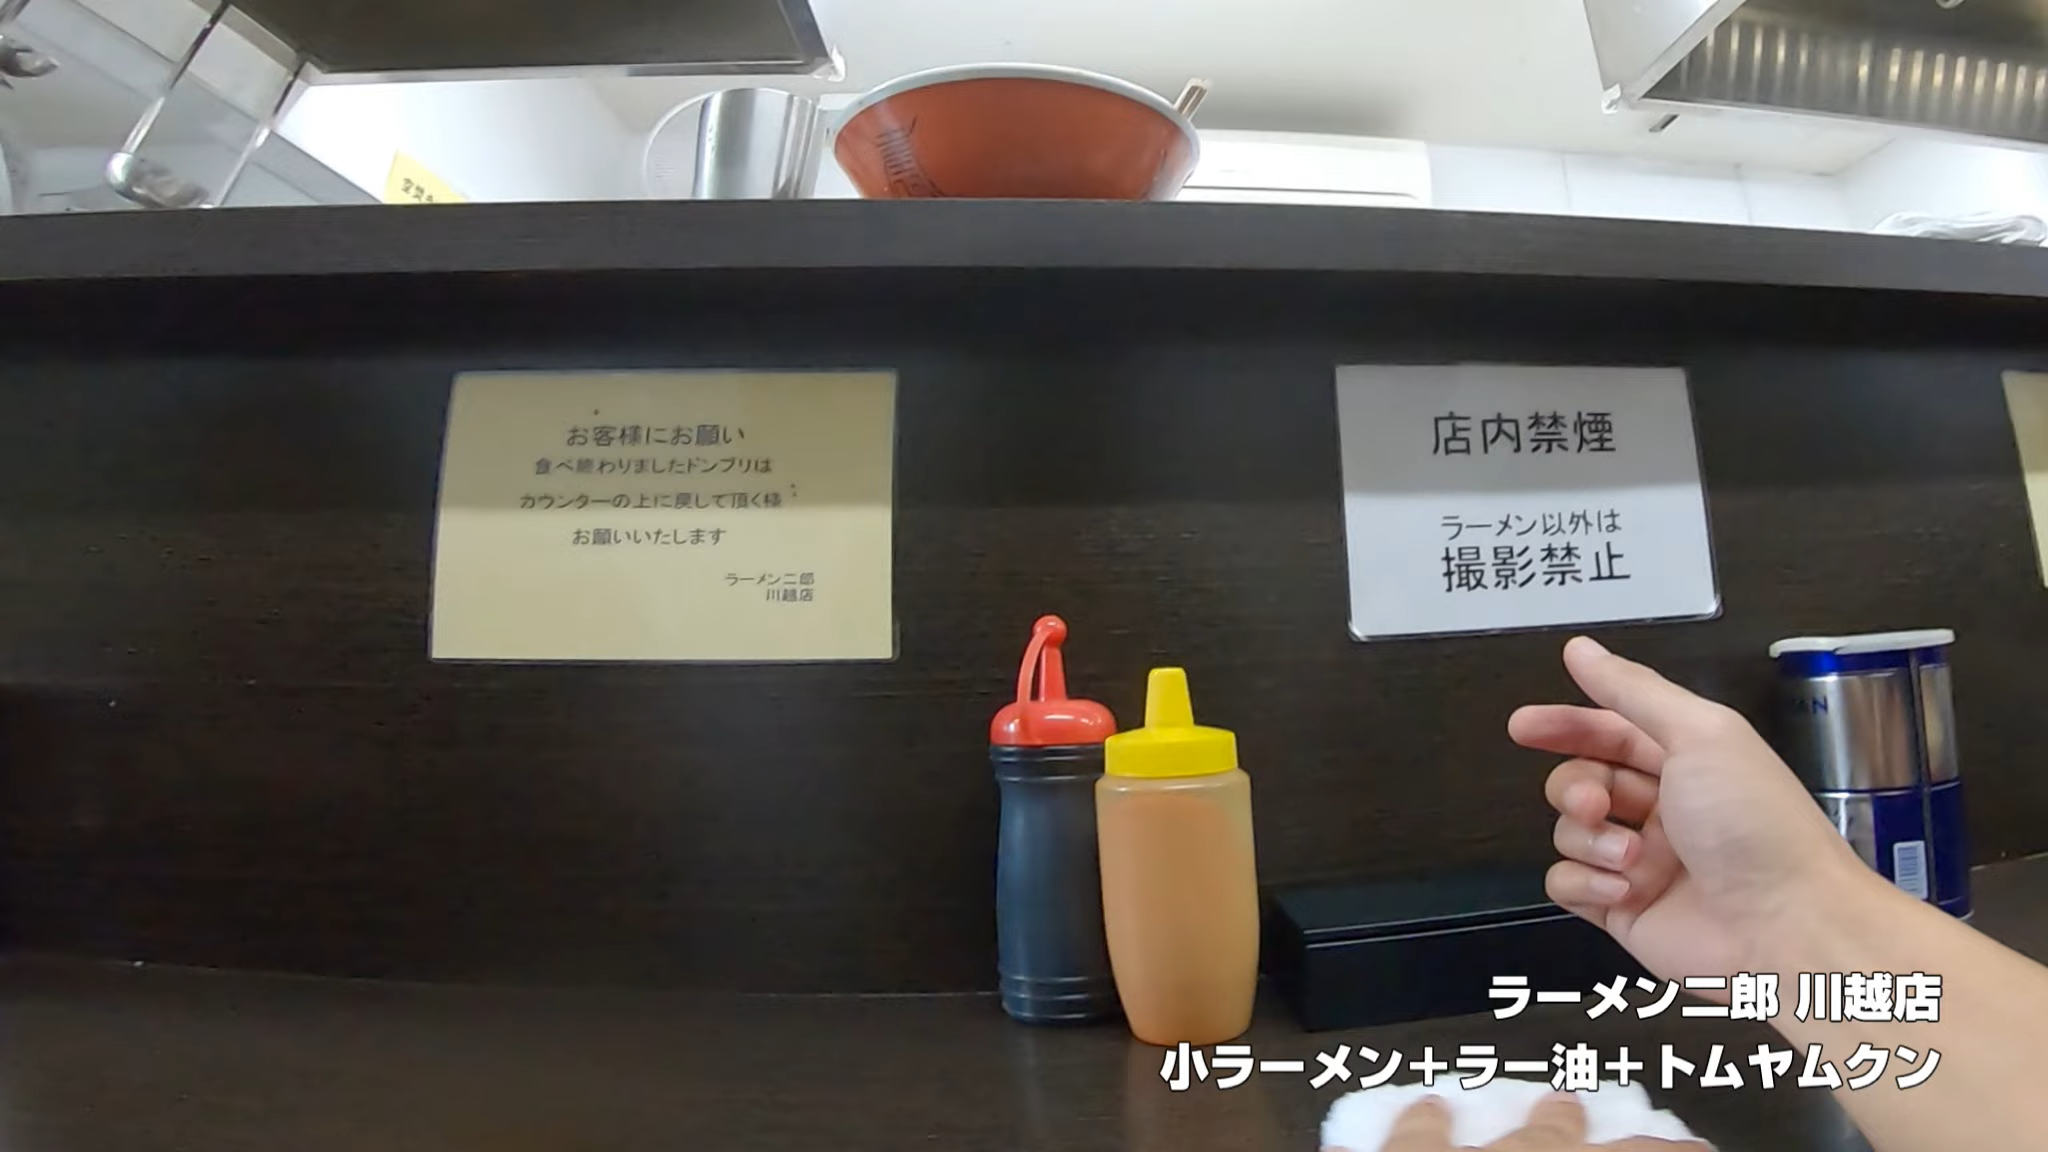 お客様にお願い
食べ終わりましたドンブリは
カウンターの上に戻して頂く様
お願いいたします
ラーメン二郎
川越店
店内禁煙
ラーメン以外は
撮影禁止
ラーメン二郎 川越店
小ラーメン＋ラー油＋トムヤムクン